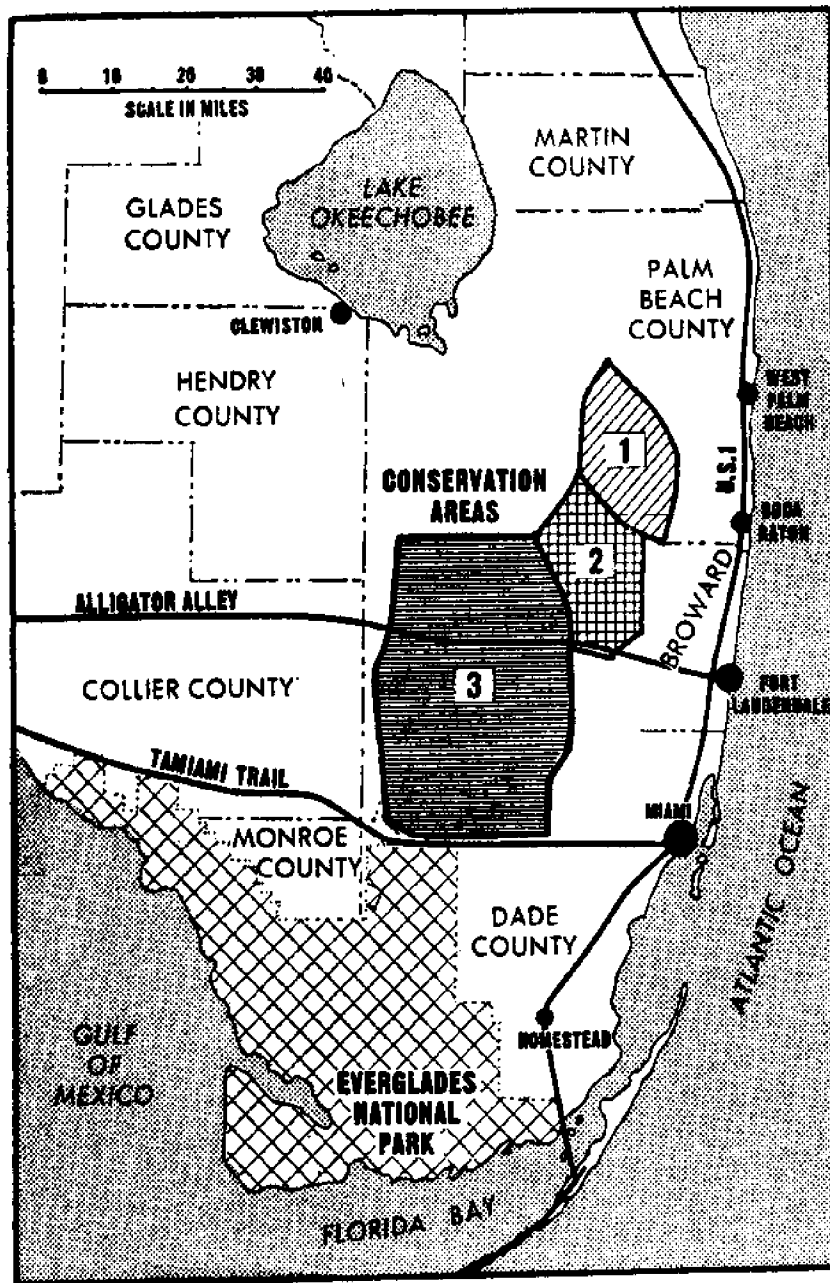 0 10 20 30 40
SCALE IN MILES
MARTIN
COUNTY
LAKE
OKEECHOBEE
GLADES
COUNTY
PALM
BEACH
COUNTY
CLEWISTON
HENDRY
COUNTY
WEST
PALM
BEACH
1
U.S.1
CONSERVATION
AREAS
BOCA
RATON
2
ALLIGATOR ALLEY
BROWARD
COLLIER COUNTY
3
FORT
LAUDERDALE
TAMIAMI TRAIL
MIAMI
MONROE
COUNTY
DADE
COUNTY
ATLANTIC OCEAN
HOMESTEAD
GULF
OF
MEXICO
EVERGLADES
NATIONAL
PARK
FLORIDA BAY